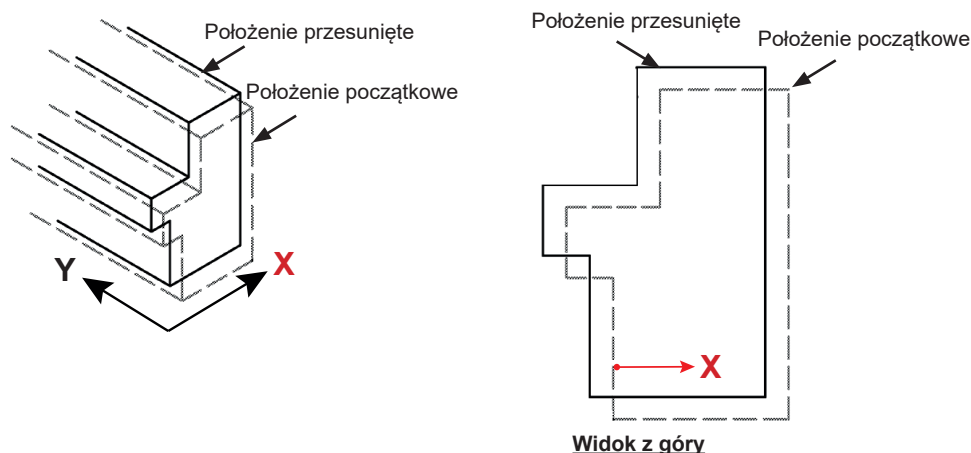 Położenie przesunięte
Położenie początkowe
Y
X
Położenie przesunięte
Położenie początkowe
X
Widok z góry